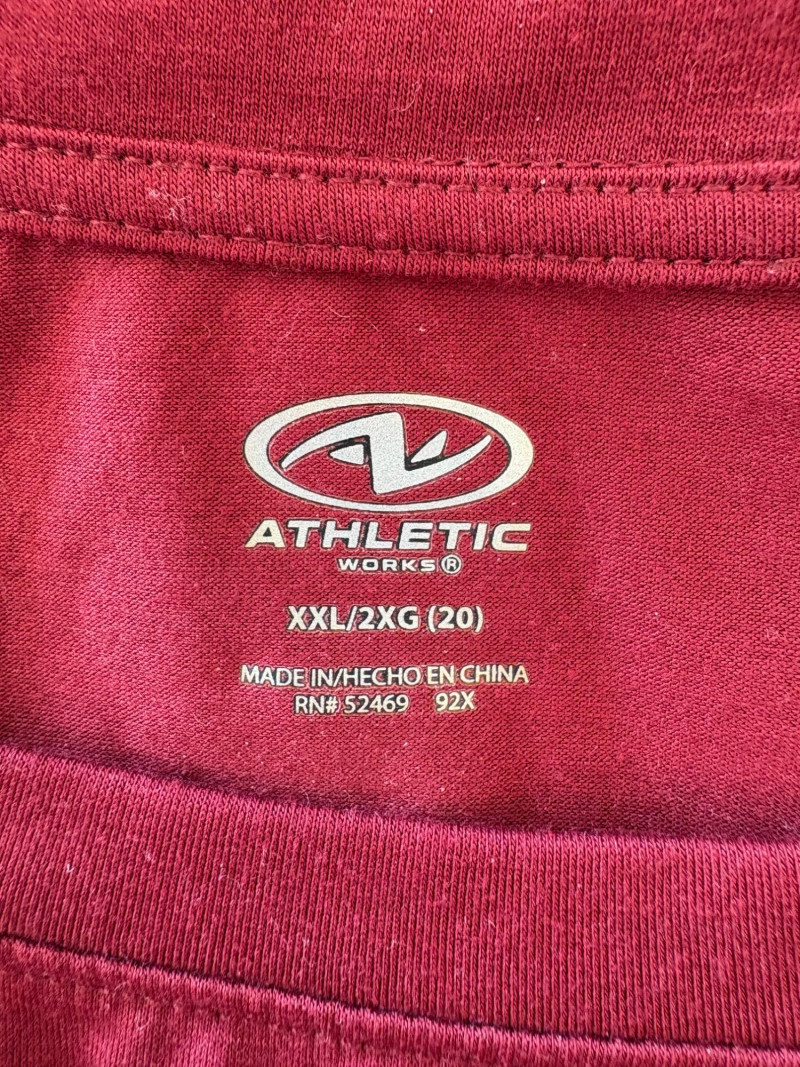 ATHLETIC
WORKS®
XXL/2XG (20)
MADE IN/HECHO EN CHINA
RN# 52469 92X